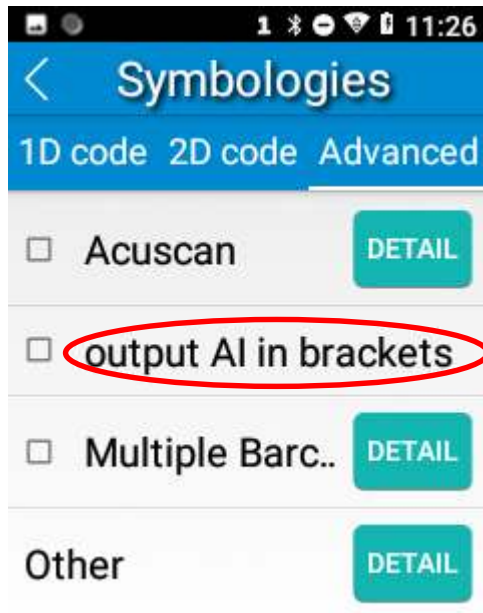 1 11:26
Symbologies
1D code 2D code Advanced
Acuscan DETAIL
output AI in brackets
Multiple Barc.. DETAIL
Other DETAIL